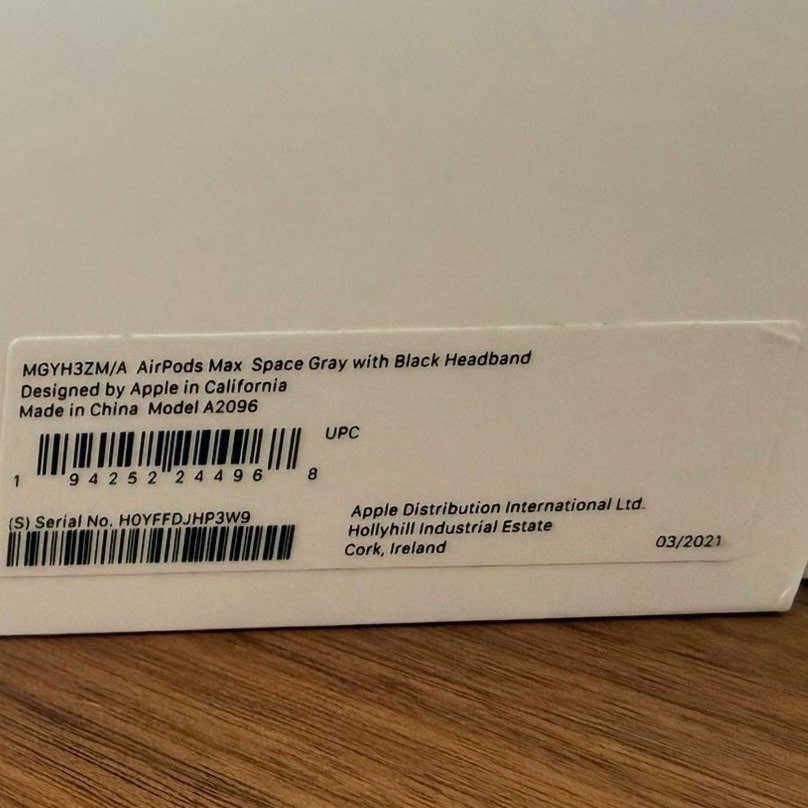 MGYH3ZM/A AirPods Max Space Gray with Black Headband
Designed by Apple in California
Made in China Model A2096
UPC
1 94252 24496 8
(S) Serial No. H0YFFDJHP3W9
Apple Distribution International Ltd.
Hollyhill Industrial Estate
Cork, Ireland
03/2021